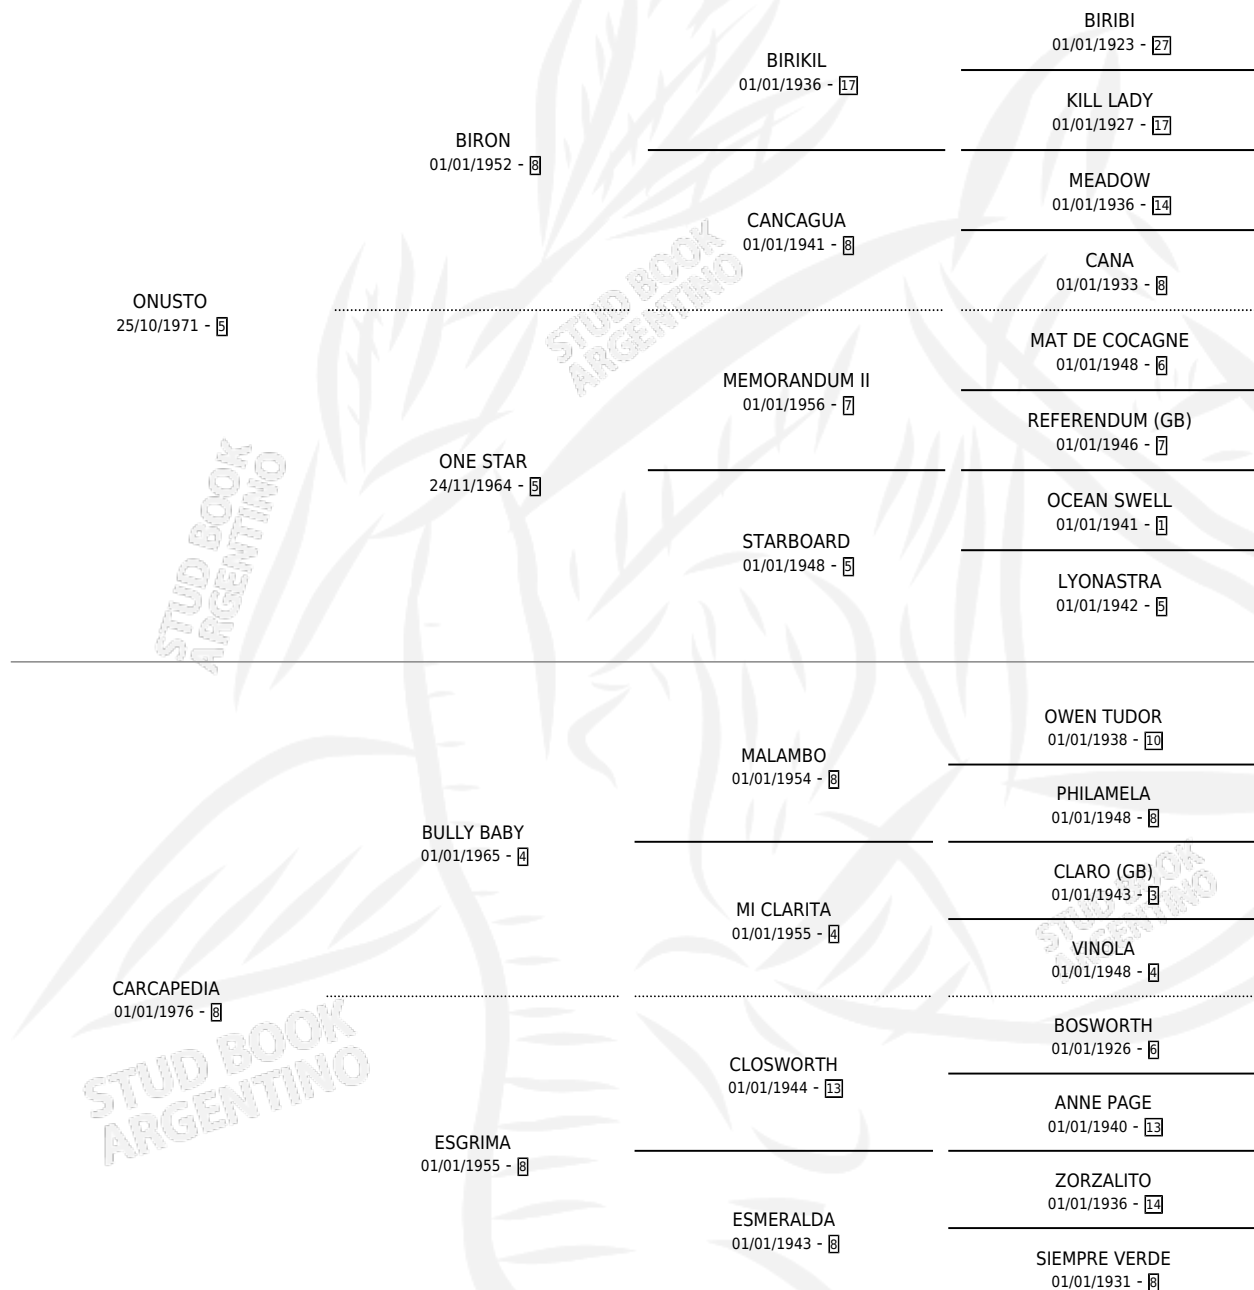 BIRIBI
01/01/1923 - 27
BIRIKIL
01/01/1936 - 17
KILL LADY
01/01/1927 - 17
BIRON
01/01/1952 - 8
MEADOW
01/01/1936 - 14
CANCAGUA
01/01/1941 - 8
CANA
01/01/1933 - 8
ONUSTO
25/10/1971 - 5
MAT DE COCAGNE
01/01/1948 - 6
MEMORANDUM II
01/01/1956 - 7
REFERENDUM (GB)
01/01/1946 - 7
ONE STAR
24/11/1964 - 5
OCEAN SWELL
01/01/1941 - 1
STARBOARD
01/01/1948 - 5
LYONASTRA
01/01/1942 - 5
OWEN TUDOR
01/01/1938 - 10
MALAMBO
01/01/1954 - 8
PHILAMELA
01/01/1948 - 8
BULLY BABY
01/01/1965 - 4
CLARO (GB)
01/01/1943 - 3
MI CLARITA
01/01/1955 - 4
VINOLA
01/01/1948 - 4
CARCAPEDIA
01/01/1976 - 8
BOSWORTH
01/01/1926 - 6
CLOSWORTH
01/01/1944 - 13
ANNE PAGE
01/01/1940 - 13
ESGRIMA
01/01/1955 - 8
ZORZALITO
01/01/1936 - 14
ESMERALDA
01/01/1943 - 8
SIEMPRE VERDE
01/01/1931 - 8
STUD BOOK
ARGENTINO
STUD BOOK
ARGENTINO
STUD BOOK
ARGENTINO
STUD BOOK
ARGENTINO